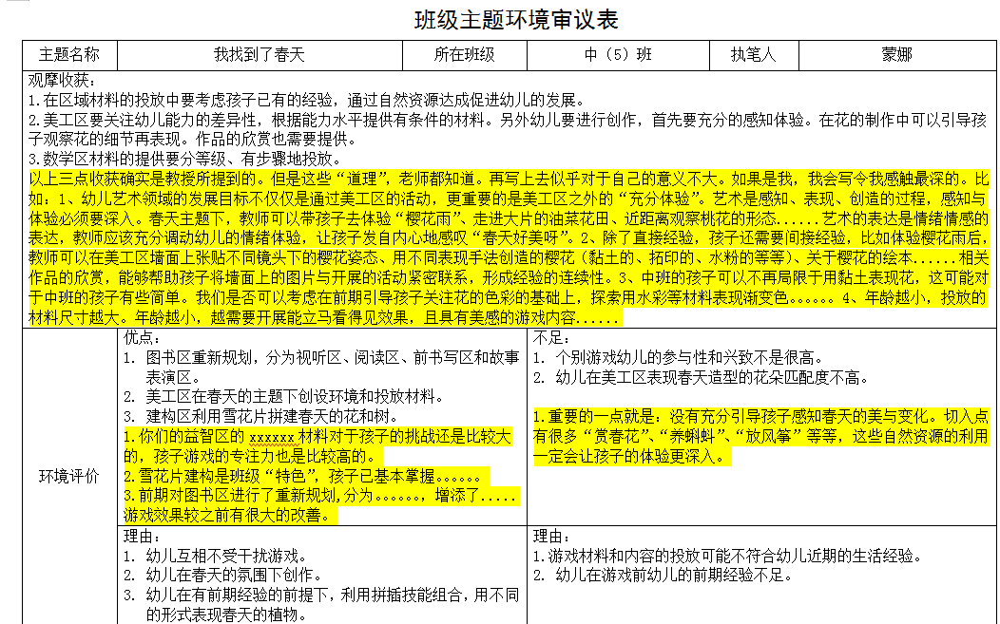 班级主题环境审议表
主题名称 我找到了春天 所在班级 中（5）班 执笔人 蒙娜
观摩收获：
1.在区域材料的投放中要考虑孩子已有的经验，通过自然资源达成促进幼儿的发展。
2.美工区要关注幼儿能力的差异性，根据能力水平提供有条件的材料。另外幼儿要进行创作，首先要充分的感知体验。在花的制作中可以引导孩
子观察花的细节再表现。作品的欣赏也需要提供。
3.数学区材料的提供要分等级、有步骤地投放。
以上三点收获确实是教授所提到的。但是这些“道理”，老师都知道。再写上去似乎对于自己的意义不大。如果是我，我会写令我感触最深的。比
如：1、幼儿艺术领域的发展目标不仅仅是通过美工区的活动，更重要的是美工区之外的“充分体验”。艺术是感知、表现、创造的过程，感知与
体验必须要深入。春天主题下，教师可以带孩子去体验“樱花雨”、走进大片的油菜花田、近距离观察桃花的形态......艺术的表达是情绪情感的
表达，教师应该充分调动幼儿的情绪体验，让孩子发自内心地感叹“春天好美呀”。2、除了直接经验，孩子还需要间接经验，比如体验樱花雨后，
教师可以在美工区墙面上张贴不同镜头下的樱花姿态、用不同表现手法创造的樱花（黏土的、拓印的、水粉的等等）、关于樱花的绘本......相关
作品的欣赏，能够帮助孩子将墙面上的图片与开展的活动紧密联系，形成经验的连续性。3、中班的孩子可以不再局限于用黏土表现花，这可能对
于中班的孩子有些简单。我们是否可以考虑在前期引导孩子关注花的色彩的基础上，探索用水彩等材料表现渐变色。。。。。。4、年龄越小，投放的
材料尺寸越大。年龄越小，越需要开展能立马看得见效果，且具有美感的游戏内容......
环境评价
优点：
1. 图书区重新规划，分为视听区、阅读区、前书写区和故事
表演区。
2. 美工区在春天的主题下创设环境和投放材料。
3. 建构区利用雪花片拼建春天的花和树。
1.你们的益智区的 xxxxxx 材料对于孩子的挑战还是比较大
的，孩子游戏的专注力也是比较高的。
2.雪花片建构是班级“特色”，孩子已基本掌握。。。。。。
3.前期对图书区进行了重新规划,分为。。。。。。，增添了.....
游戏效果较之前有很大的改善。
不足：
1. 个别游戏幼儿的参与性和兴致不是很高。
2. 幼儿在美工区表现春天造型的花朵匹配度不高。
1.重要的一点就是：没有充分引导孩子感知春天的美与变化。切入点
有很多“赏春花”、“养蝌蚪”、“放风筝”等等，这些自然资源的利用
一定会让孩子的体验更深入。
理由：
1. 幼儿互相不受干扰游戏。
2. 幼儿在春天的氛围下创作。
3. 幼儿在有前期经验的前提下，利用拼插技能组合，用不同
的形式表现春天的植物。
理由：
1.游戏材料和内容的投放可能不符合幼儿近期的生活经验。
2. 幼儿在游戏前幼儿的前期经验不足。